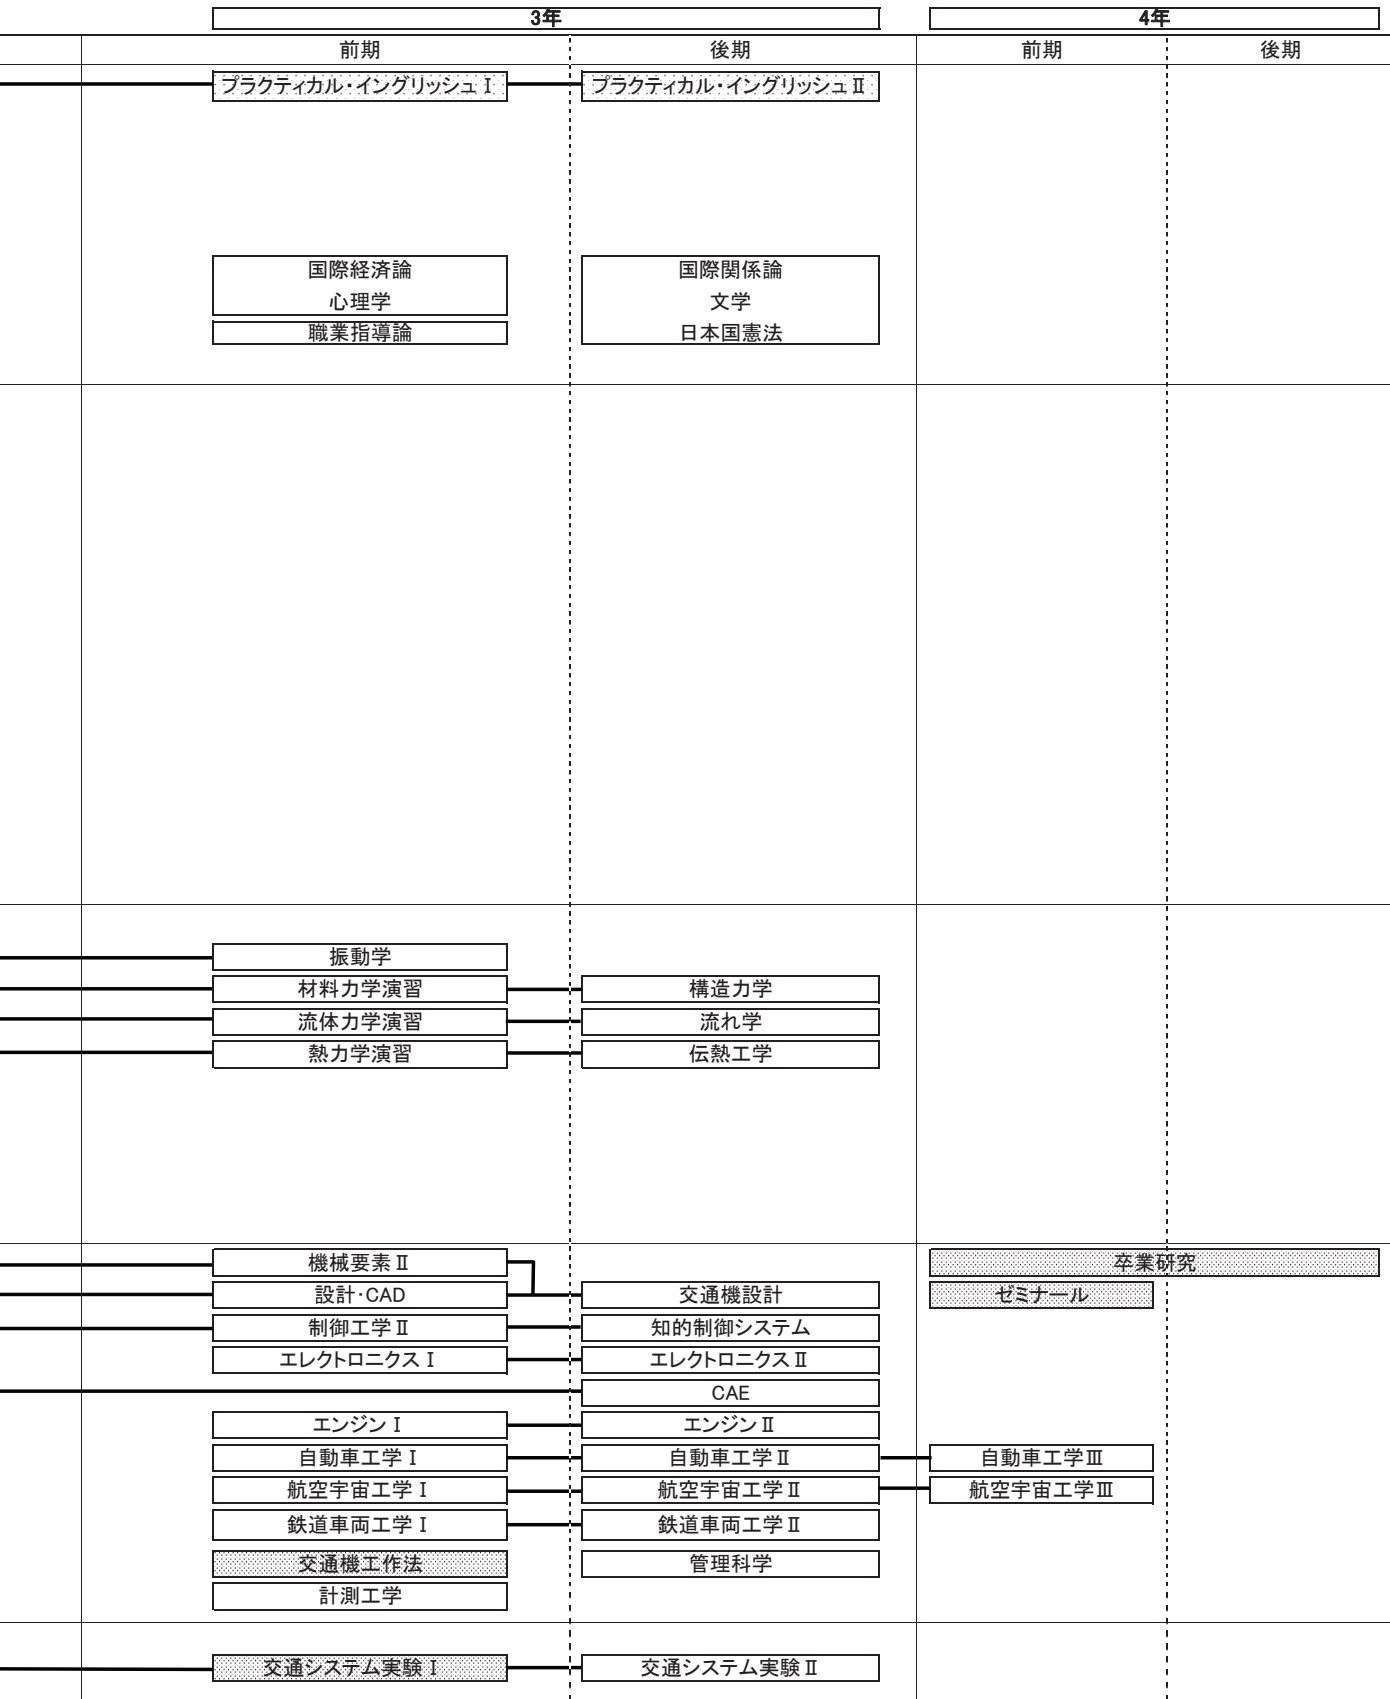 3年 4年
前期 後期 前期 後期
プラクティカル・イングリッシュⅠ プラクティカル・イングリッシュⅡ
国際経済論 国際関係論
心理学 文学
職業指導論 日本国憲法
振動学
材料力学演習 構造力学
流体力学演習 流れ学
熱力学演習 伝熱工学
機械要素Ⅱ 卒業研究
設計・CAD 交通機設計 ゼミナール
制御工学Ⅱ 知的制御システム
エレクトロニクスⅠ エレクトロニクスⅡ
CAE
エンジンⅠ エンジンⅡ
自動車工学Ⅰ 自動車工学Ⅱ 自動車工学Ⅲ
航空宇宙工学Ⅰ 航空宇宙工学Ⅱ 航空宇宙工学Ⅲ
鉄道車両工学Ⅰ 鉄道車両工学Ⅱ
交通機工作法 管理科学
計測工学
交通システム実験Ⅰ 交通システム実験Ⅱ